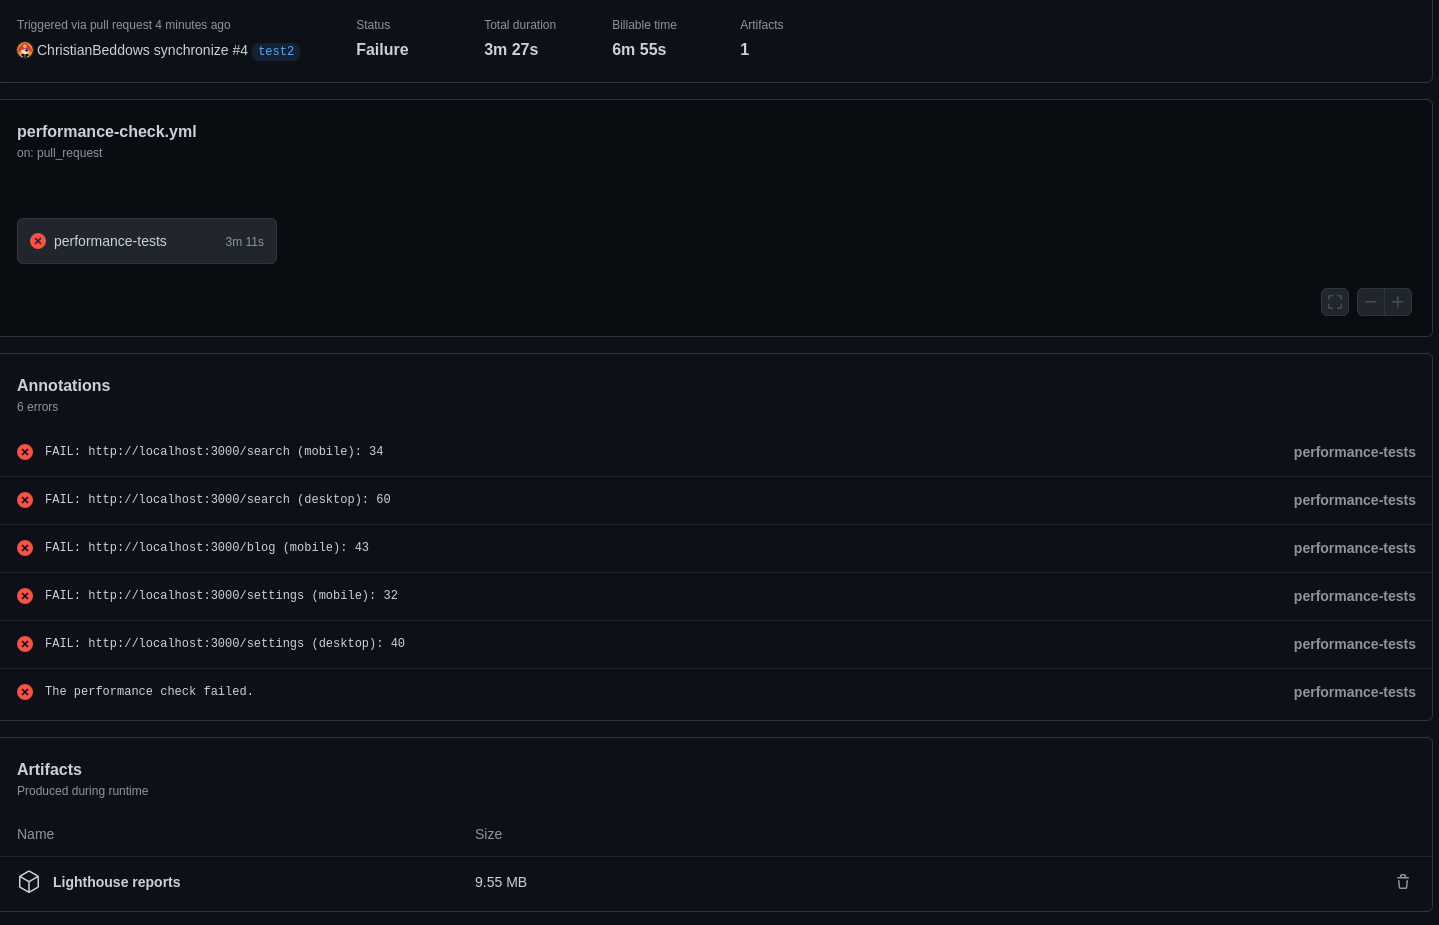 Triggered via pull request 4 minutes ago
ChristianBeddows synchronize #4 test2
Status
Failure
Total duration
3m 27s
Billable time
6m 55s
Artifacts
1
performance-check.yml
on: pull_request
performance-tests 3m 11s
Annotations
6 errors
FAIL: http://localhost:3000/search (mobile): 34 performance-tests
FAIL: http://localhost:3000/search (desktop): 60 performance-tests
FAIL: http://localhost:3000/blog (mobile): 43 performance-tests
FAIL: http://localhost:3000/settings (mobile): 32 performance-tests
FAIL: http://localhost:3000/settings (desktop): 40 performance-tests
The performance check failed. performance-tests
Artifacts
Produced during runtime
Name Size
Lighthouse reports 9.55 MB